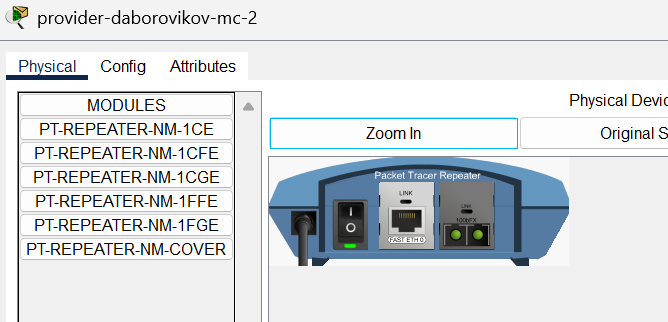 provider-daborovikov-mc-2
Physical Config Attributes
MODULES
PT-REPEATER-NM-1CE
PT-REPEATER-NM-1CFE
PT-REPEATER-NM-1CGE
PT-REPEATER-NM-1FFE
PT-REPEATER-NM-1FGE
PT-REPEATER-NM-COVER
Physical Devic
Zoom In Original S
Packet Tracer Repeater
LINK
LINK
100bFX
FAST ETH 0